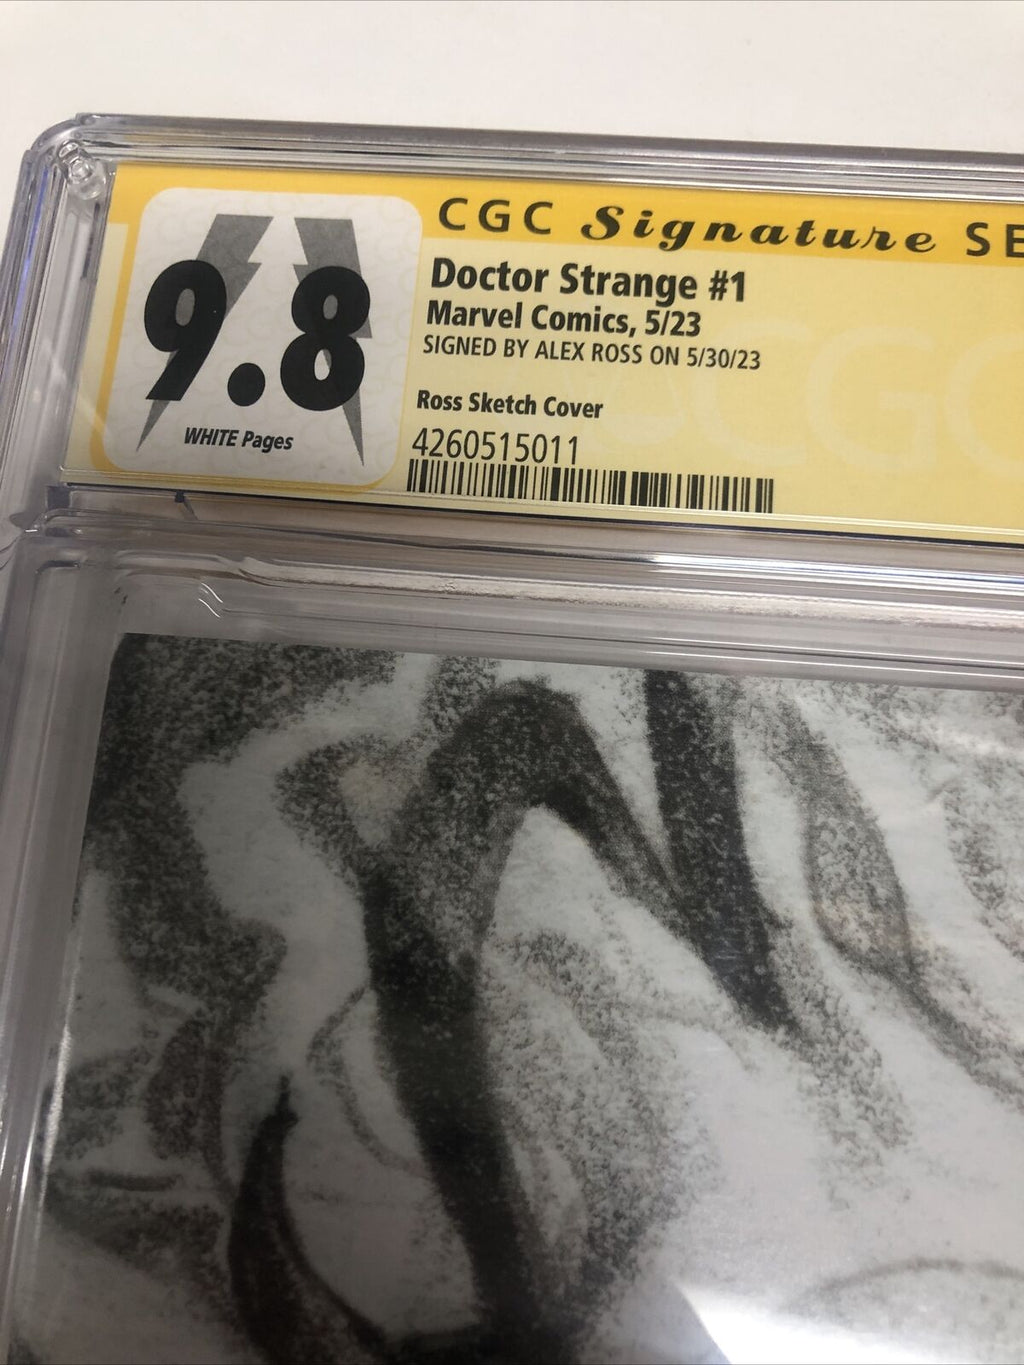 CGC Signature SE
9.8
WHITE Pages
Doctor Strange #1
Marvel Comics, 5/23
SIGNED BY ALEX ROSS ON 5/30/23
Ross Sketch Cover
4260515011